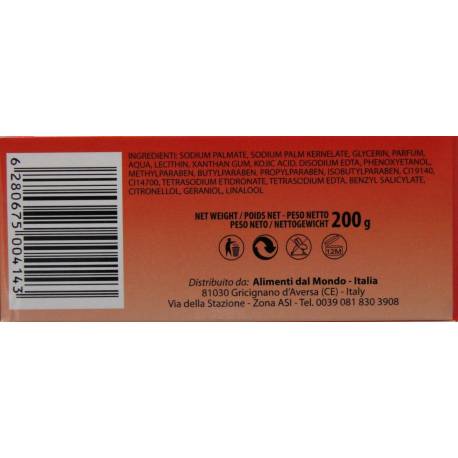 INGREDIENTI: SODIUM PALMATE, SODIUM PALM KERNELATE, GLYCERIN, PARFUM,
AQUA, LECITHIN, XANTHAN GUM, KOJIC ACID, DISODIUM EDTA, PHENOXYETANOL,
METHYLPARABEN, BUTYLPARABEN, PROPYLPARABEN, ISOBUTYLPARABEN, CI19140,
CI14700, TETRASODIUM ETIDRONATE, TETRASODIUM EDTA, BENZYL SALICYLATE,
CITRONELLOL, GERANIOL, LINALOOL
NET WEIGHT / POIDS NET - PESO NETTO
PESO NETO / NETTOGEWICHT 200 g
12M
Distribuito da: Alimenti dal Mondo - Italia
81030 Gricignano d'Aversa (CE) - Italy
Via della Stazione - Zona ASI - Tel. 0039 081 830 3908
6 280675 004143